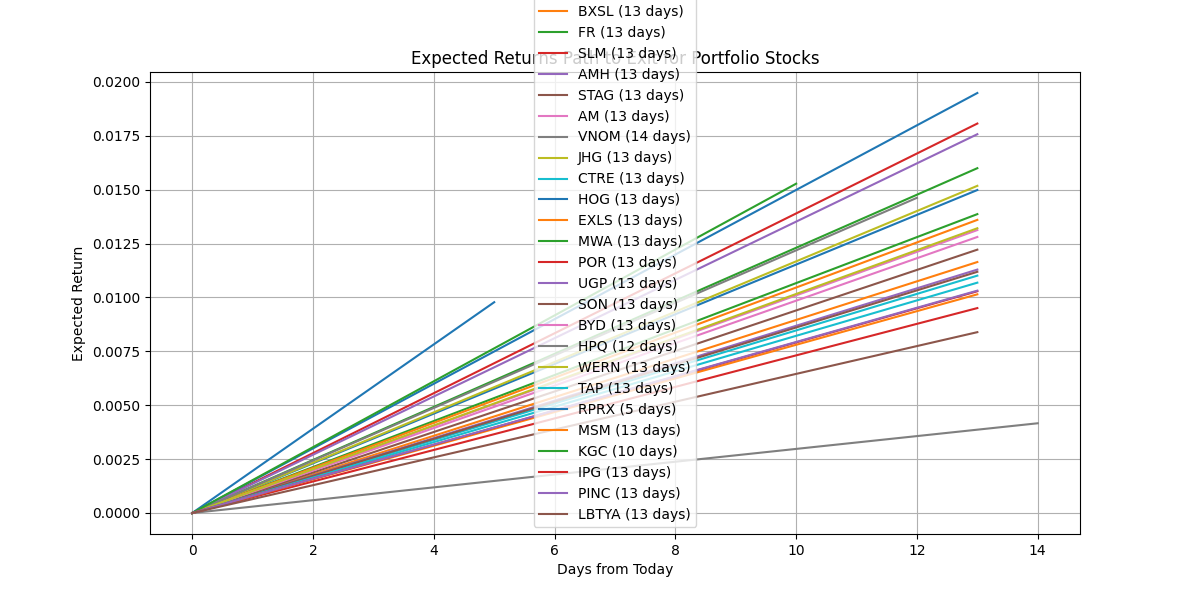 BXSL (13 days)
FR (13 days)
SLM (13 days)
Expected Returns Path to Exit for Portfolio Stocks
AMH (13 days)
STAG (13 days)
AM (13 days)
VNOM (14 days)
JHG (13 days)
CTRE (13 days)
HOG (13 days)
EXLS (13 days)
MWA (13 days)
POR (13 days)
UGP (13 days)
SON (13 days)
BYD (13 days)
HPQ (12 days)
WERN (13 days)
TAP (13 days)
RPRX (5 days)
MSM (13 days)
KGC (10 days)
IPG (13 days)
PINC (13 days)
LBTYA (13 days)
0.0200
0.0175
0.0150
0.0125
0.0100
0.0075
0.0050
0.0025
0.0000
Expected Return
0 2 4 6 8 10 12 14
Days from Today